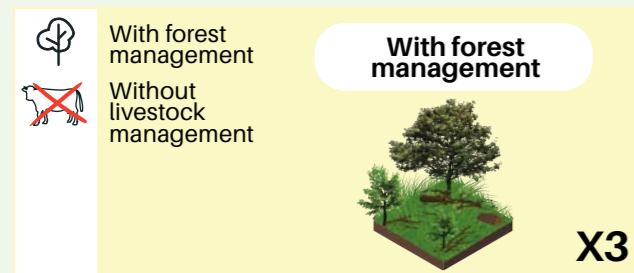 With forest
management
Without
livestock
management
With forest
management
X3